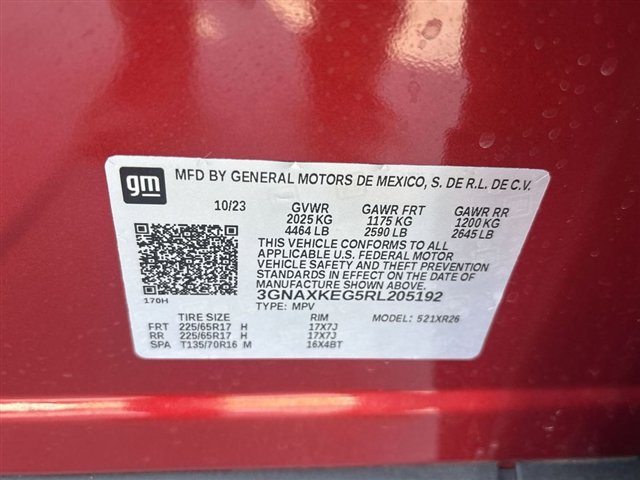 gm MFD BY GENERAL MOTORS DE MEXICO, S. DE R.L. DE C.V.
10/23 GVWR GAWR FRT GAWR RR
2025 KG 1175 KG 1200 KG
4464 LB 2590 LB 2645 LB
THIS VEHICLE CONFORMS TO ALL
APPLICABLE U.S. FEDERAL MOTOR
VEHICLE SAFETY AND THEFT PREVENTION
STANDARDS IN EFFECT ON THE DATE OF
MANUFACTURE SHOWN ABOVE.
170H 3GNAXKEG5RL205192
TYPE: MPV MODEL: 521XR26
TIRE SIZE RIM
FRT 225/65R17 H 17X7J
RR 225/65R17 H 17X7J
SPA T135/70R16 M 16X4BT